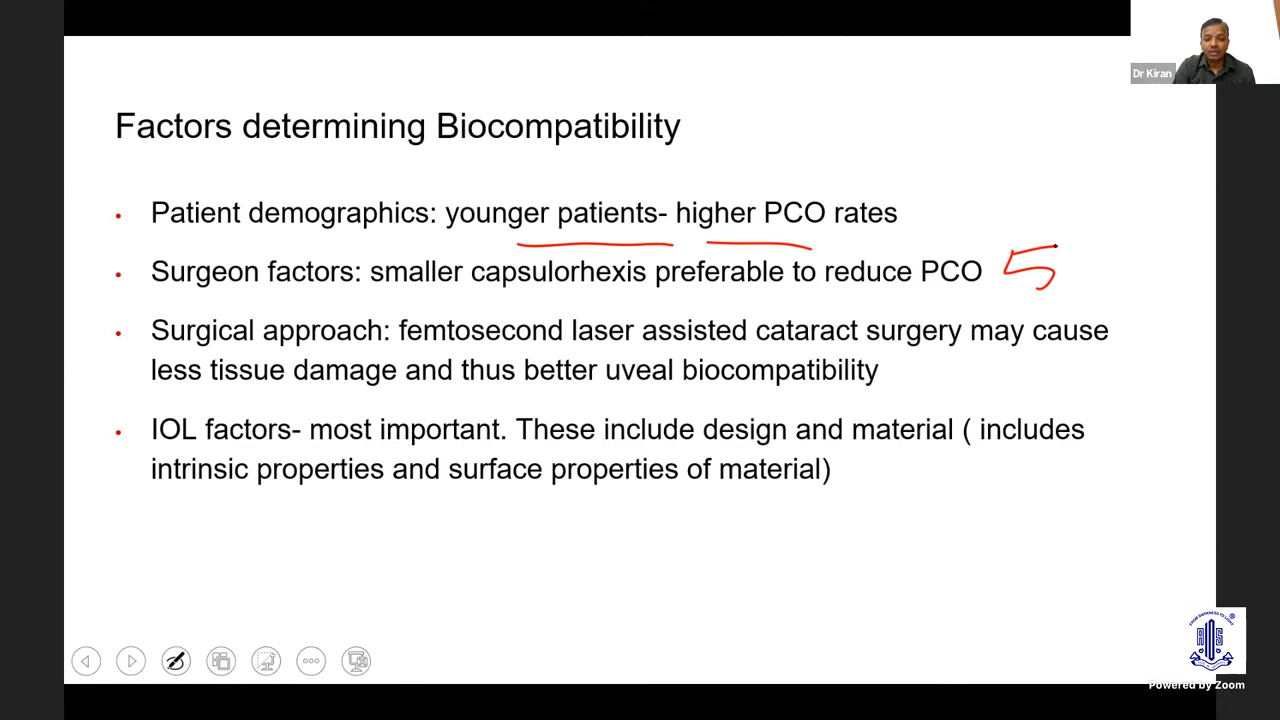 Dr Kiran
Factors determining Biocompatibility
• Patient demographics: younger patients- higher PCO rates
• Surgeon factors: smaller capsulorhexis preferable to reduce PCO 5
• Surgical approach: femtosecond laser assisted cataract surgery may cause
less tissue damage and thus better uveal biocompatibility
• IOL factors- most important. These include design and material ( includes
intrinsic properties and surface properties of material)
Powered by Zoom